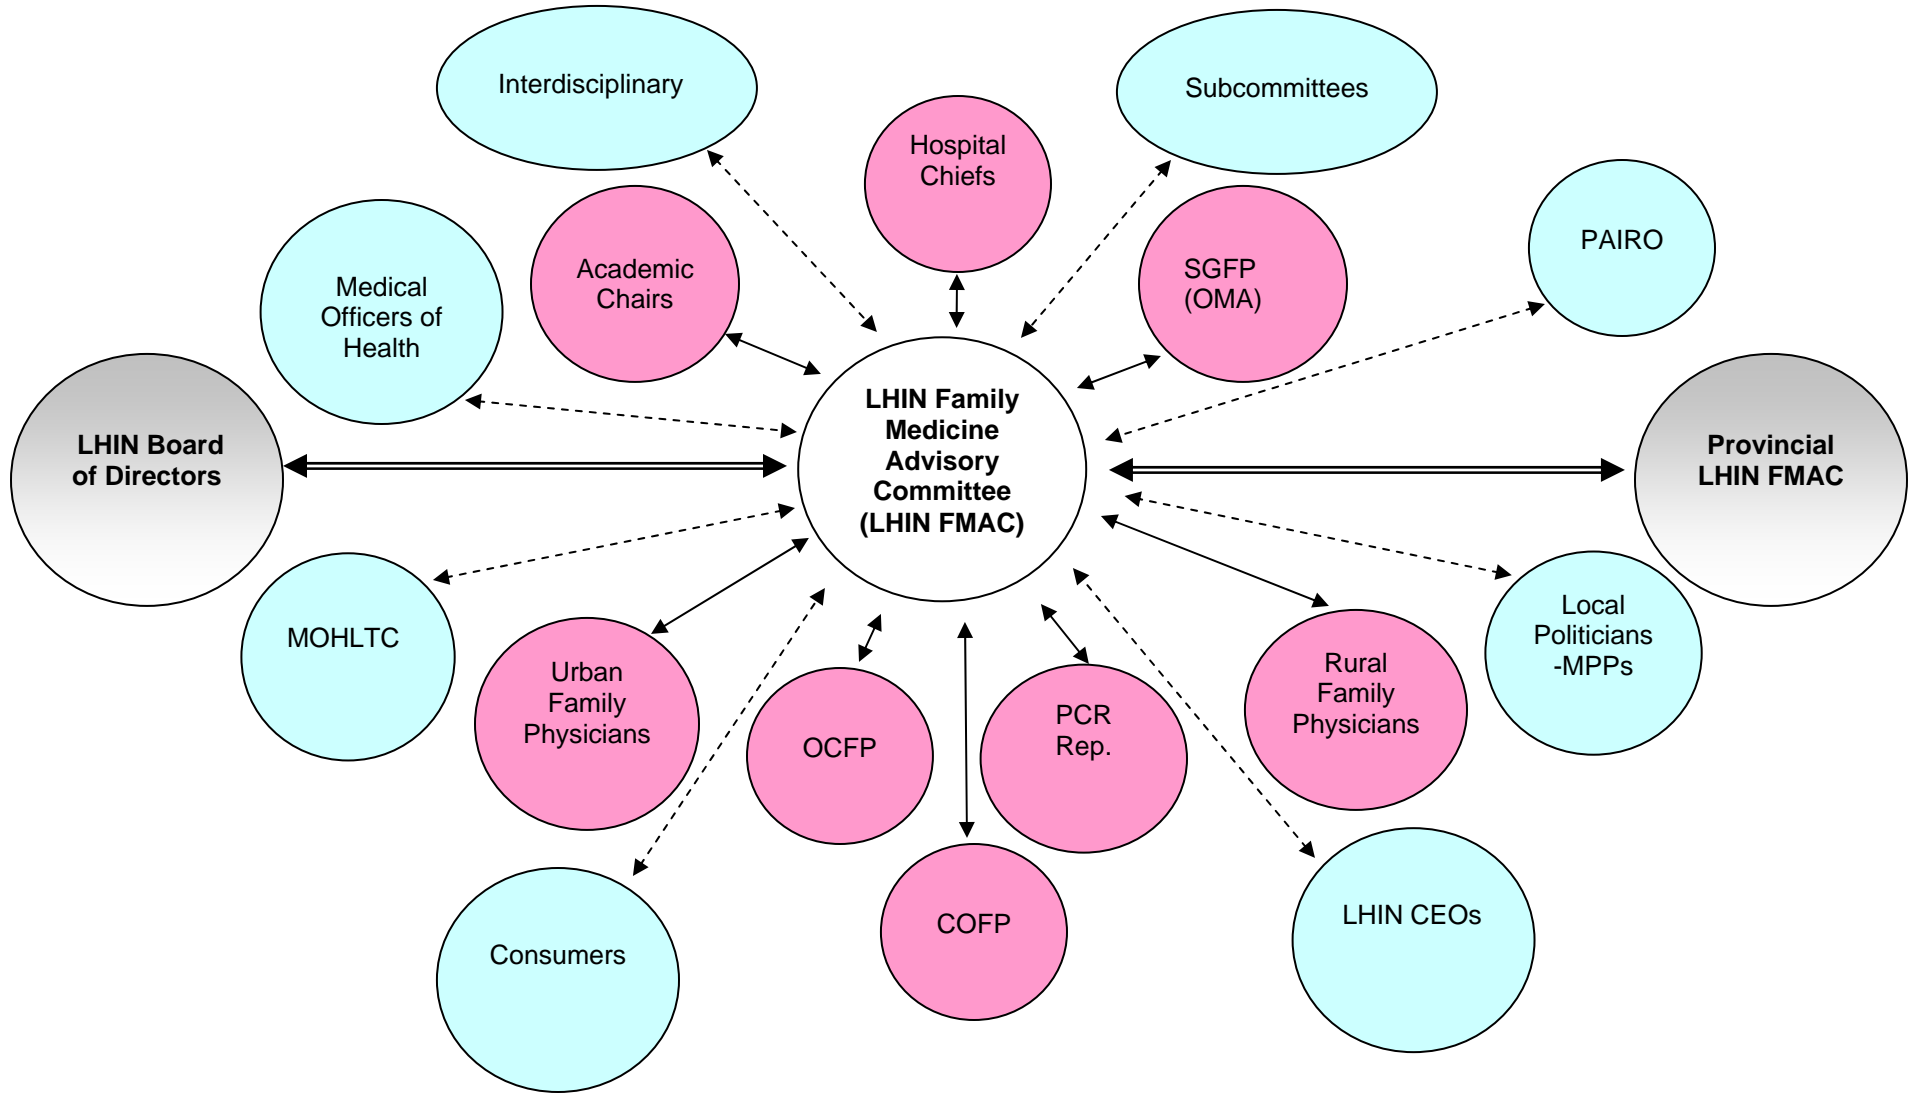 Interdisciplinary
Subcommittees
Hospital
Chiefs
PAIRO
Academic
Chairs
SGFP
(OMA)
Medical
Officers of
Health
LHIN Board
of Directors
LHIN Family
Medicine
Advisory
Committee
(LHIN FMAC)
Provincial
LHIN FMAC
MOHLTC
Urban
Family
Physicians
OCFP
PCR
Rep.
Rural
Family
Physicians
Local
Politicians
-MPPs
Consumers
COFP
LHIN CEOs